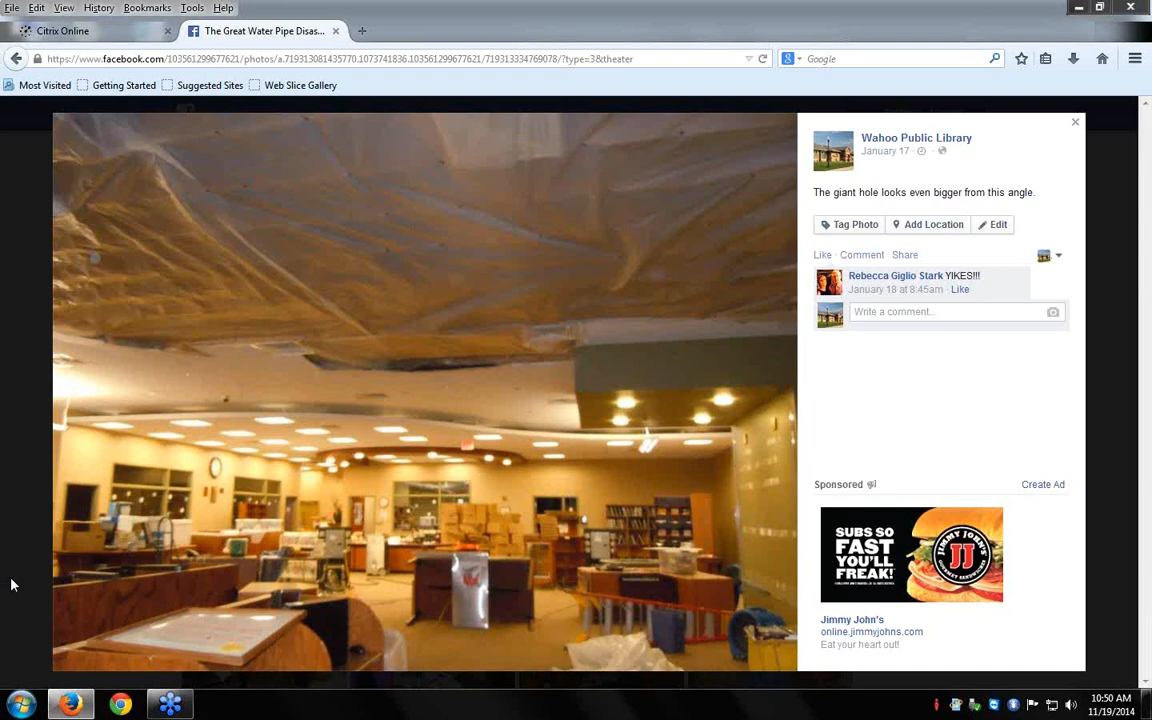 File Edit View History Bookmarks Tools Help
Citrix Online
The Great Water Pipe Disas...
https://www.facebook.com/103561299677621/photos/a.719313081435770.1073741836.103561299677621/719313334769078/?type=3&theater
Google
Most Visited Getting Started Suggested Sites Web Slice Gallery
Wahoo Public Library
January 17
The giant hole looks even bigger from this angle.
Tag Photo Add Location Edit
Like · Comment · Share
Rebecca Giglio Stark YIKES!!!
January 18 at 8:45am · Like
Write a comment...
Sponsored Create Ad
SUBS SO
FAST
YOU'LL
FREAK!
JIMMY JOHN'S
JJ
GOURMET SANDWICHES
Jimmy John's
online.jimmyjohns.com
Eat your heart out!
10:50 AM
11/19/2014